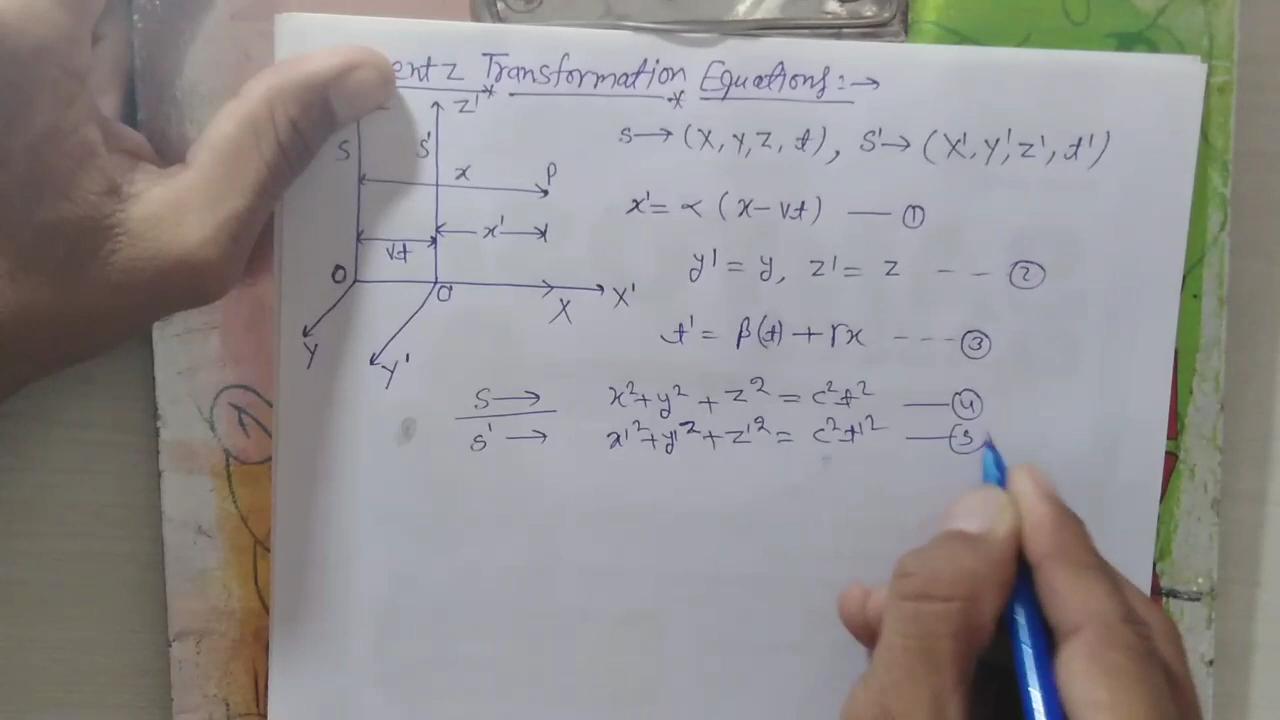 entz Transformation Equations:→
S→(X, Y, Z, t), S'→(X', Y', Z', t')
Z'
S
S'
x
P
x' = α (x - vt) — ①
x'
vt
y' = y, z' = z - - ②
O
O'
X
X'
t' = β(t) + γx - - - ③
Y
Y'
S→ x² + y² + z² = c²t² — ④
S'→ x'² + y'² + z'² = c²t'² — ⑤